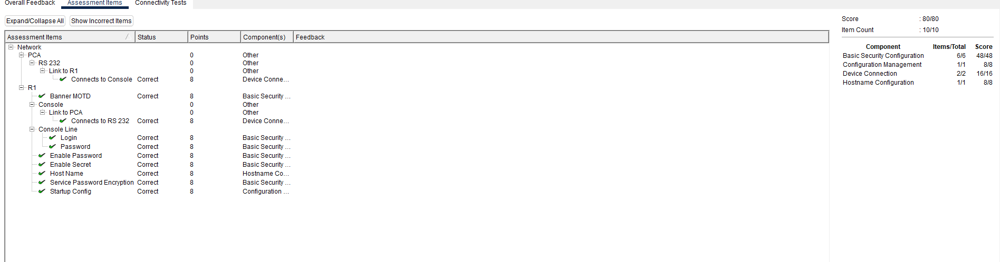 Overall Feedback Assessment Items Connectivity Tests
Expand/Collapse All Show Incorrect Items
Score : 80/80
Item Count : 10/10
Assessment Items Status Points Component(s) Feedback
Network
PCA 0 Other
RS 232 0 Other
Link to R1 0 Other
Connects to Console Correct 8 Device Conne...
R1
Banner MOTD Correct 8 Basic Security ...
Console 0 Other
Link to PCA 0 Other
Connects to RS 232 Correct 8 Device Conne...
Console Line
Login Correct 8 Basic Security ...
Password Correct 8 Basic Security ...
Enable Password Correct 8 Basic Security ...
Enable Secret Correct 8 Basic Security ...
Host Name Correct 8 Hostname Co...
Service Password Encryption Correct 8 Basic Security ...
Startup Config Correct 8 Configuration ...
Component Items/Total Score
Basic Security Configuration 6/6 48/48
Configuration Management 1/1 8/8
Device Connection 2/2 16/16
Hostname Configuration 1/1 8/8